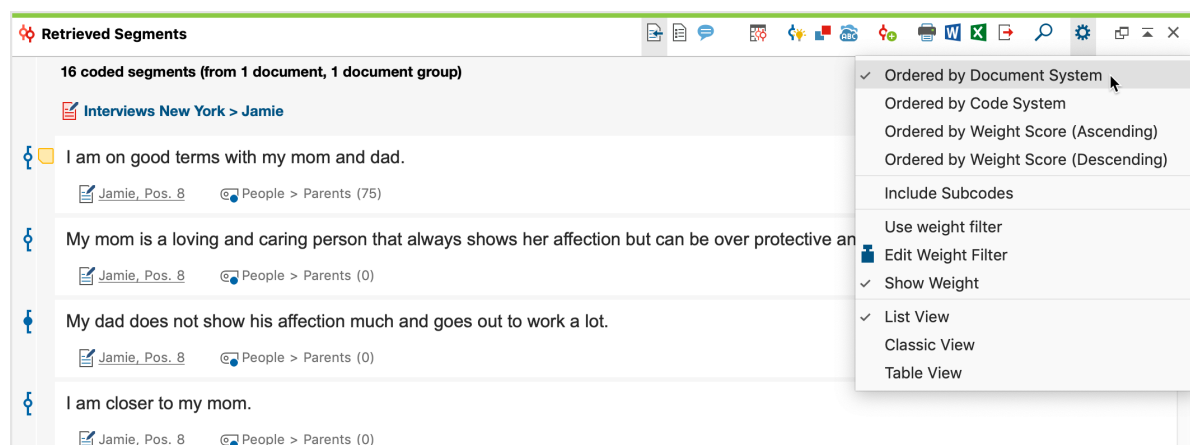 Retrieved Segments
16 coded segments (from 1 document, 1 document group)
Interviews New York > Jamie
I am on good terms with my mom and dad.
Jamie, Pos. 8 People > Parents (75)
My mom is a loving and caring person that always shows her affection but can be over protective an
Jamie, Pos. 8 People > Parents (0)
My dad does not show his affection much and goes out to work a lot.
Jamie, Pos. 8 People > Parents (0)
I am closer to my mom.
Jamie, Pos. 8 People > Parents (0)
ABC
W
X
Ordered by Document System
Ordered by Code System
Ordered by Weight Score (Ascending)
Ordered by Weight Score (Descending)
Include Subcodes
Use weight filter
Edit Weight Filter
Show Weight
List View
Classic View
Table View